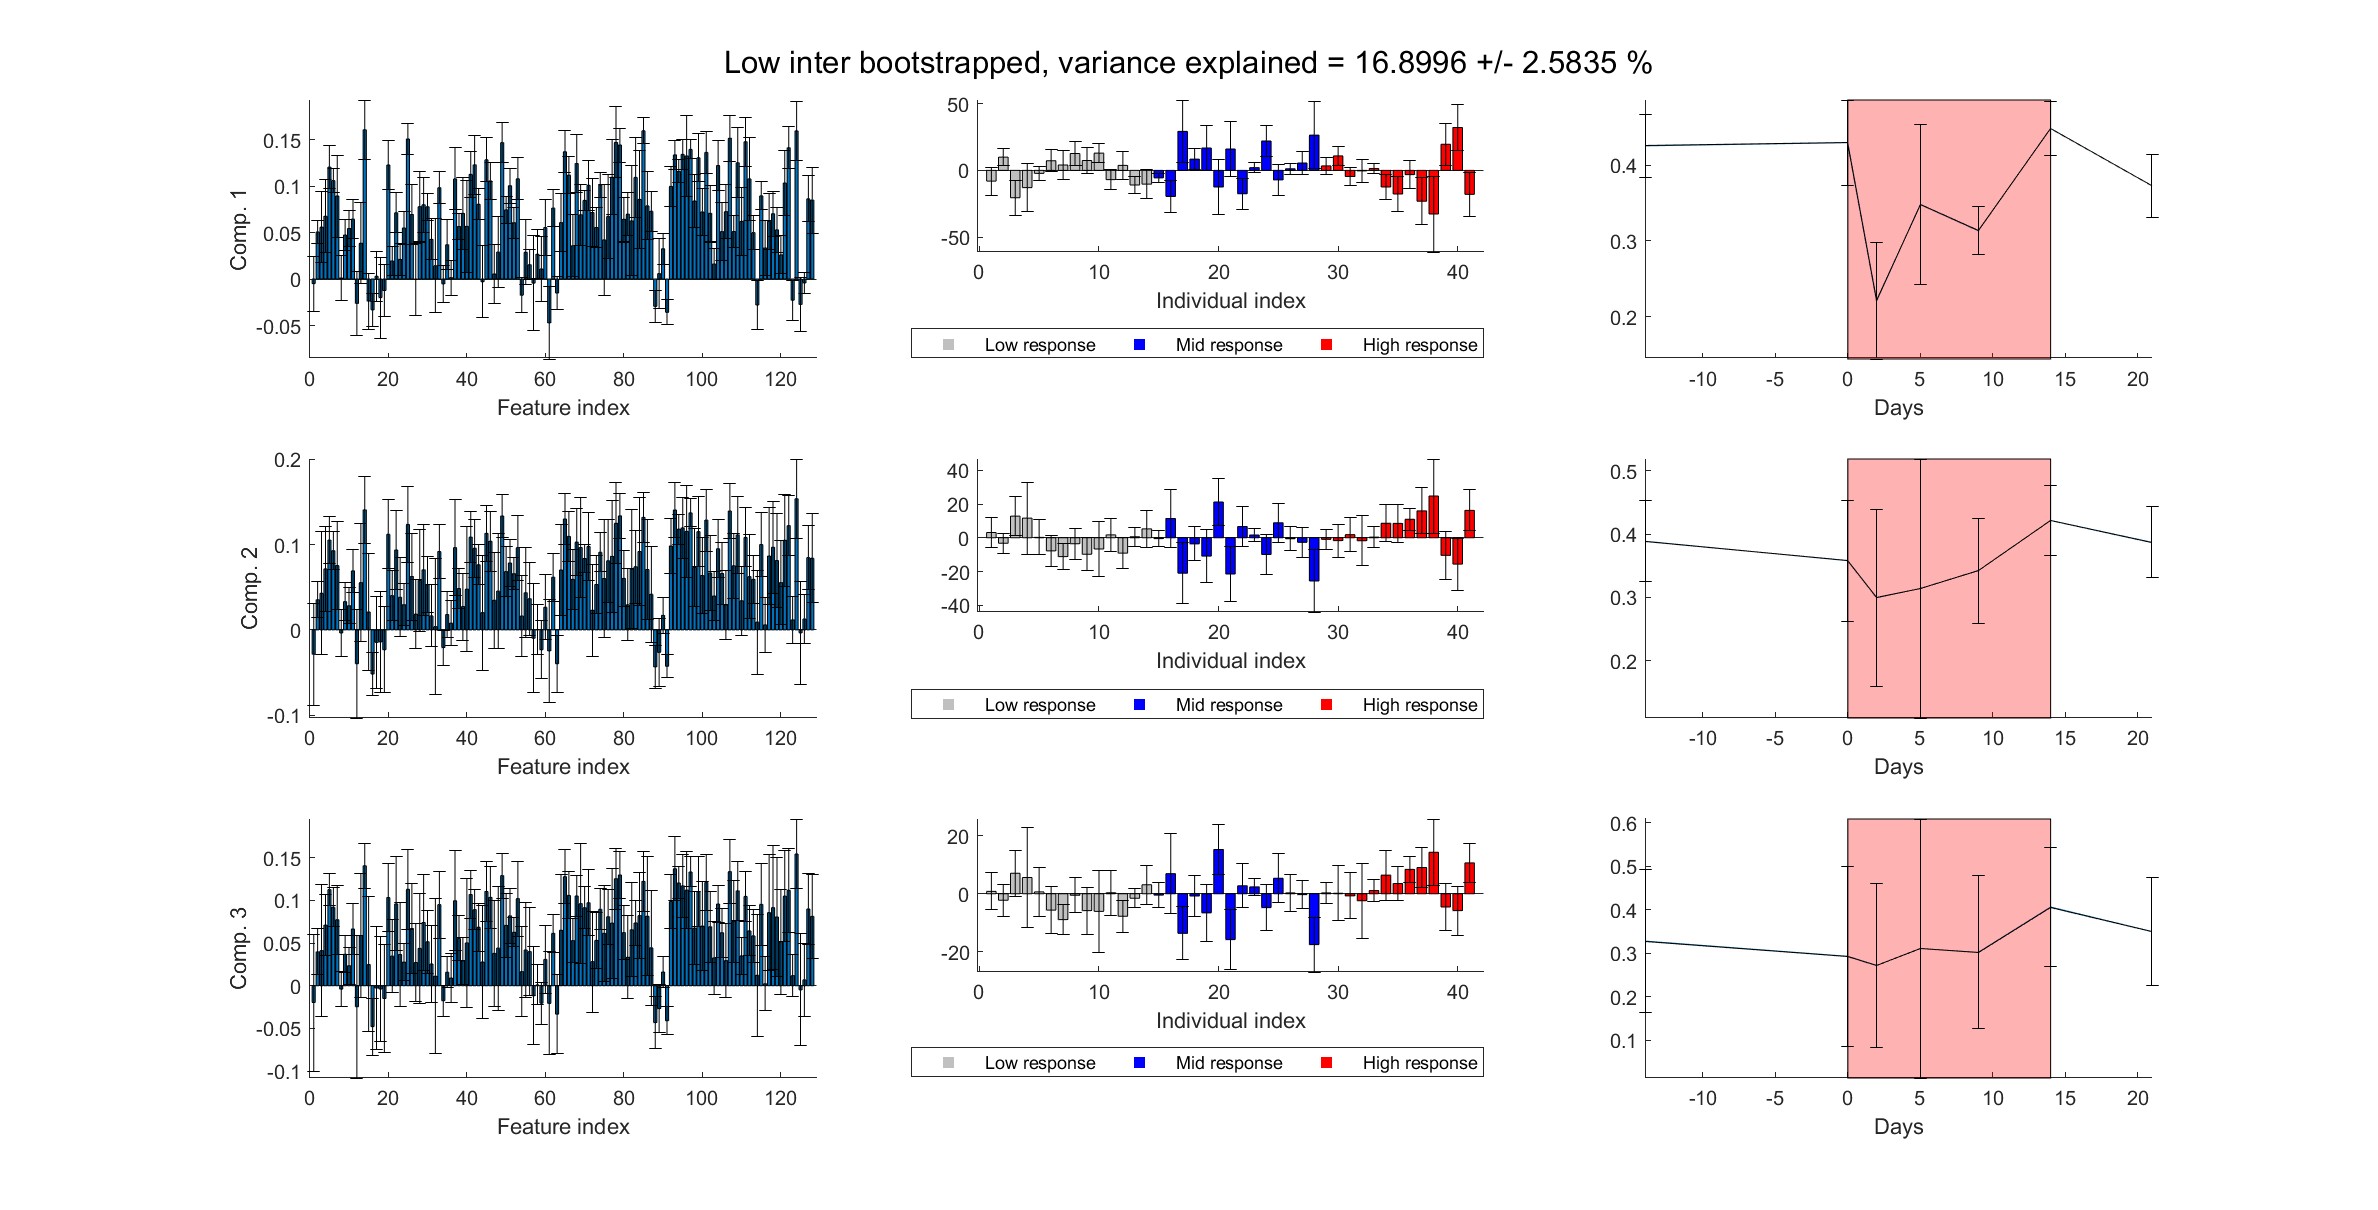 Low inter bootstrapped, variance explained = 16.8996 +/- 2.5835 %
Comp. 1
0.15
0.1
0.05
0
-0.05
0 20 40 60 80 100 120
Feature index
50
0
-50
0 10 20 30 40
Individual index
Low response Mid response High response
0.4
0.3
0.2
-10 -5 0 5 10 15 20
Days
Comp. 2
0.2
0.1
0
-0.1
0 20 40 60 80 100 120
Feature index
40
20
0
-20
-40
0 10 20 30 40
Individual index
Low response Mid response High response
0.5
0.4
0.3
0.2
-10 -5 0 5 10 15 20
Days
Comp. 3
0.15
0.1
0.05
0
-0.05
-0.1
0 20 40 60 80 100 120
Feature index
20
0
-20
0 10 20 30 40
Individual index
Low response Mid response High response
0.6
0.5
0.4
0.3
0.2
0.1
-10 -5 0 5 10 15 20
Days